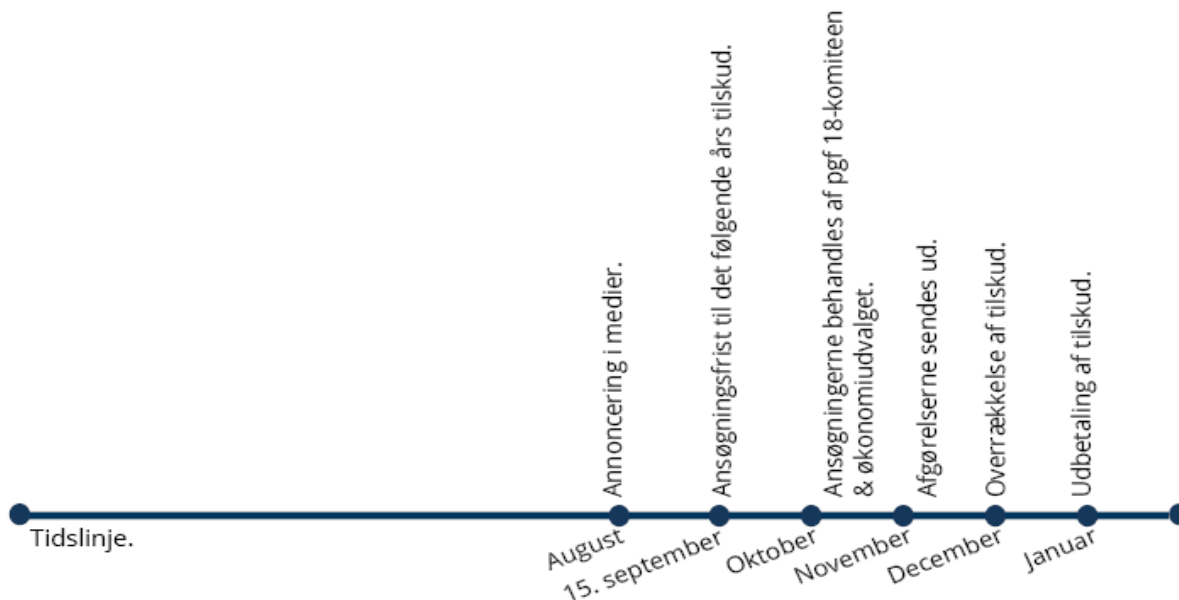 Annoncering i medier.
Ansøgningsfrist til det følgende års tilskud.
Ansøgningerne behandles af pgf 18-komiteen
& økonomiudvalget.
Afgørelserne sendes ud.
Overrækkelse af tilskud.
Udbetaling af tilskud.
Tidslinje.
August
15. september
Oktober
November
December
Januar